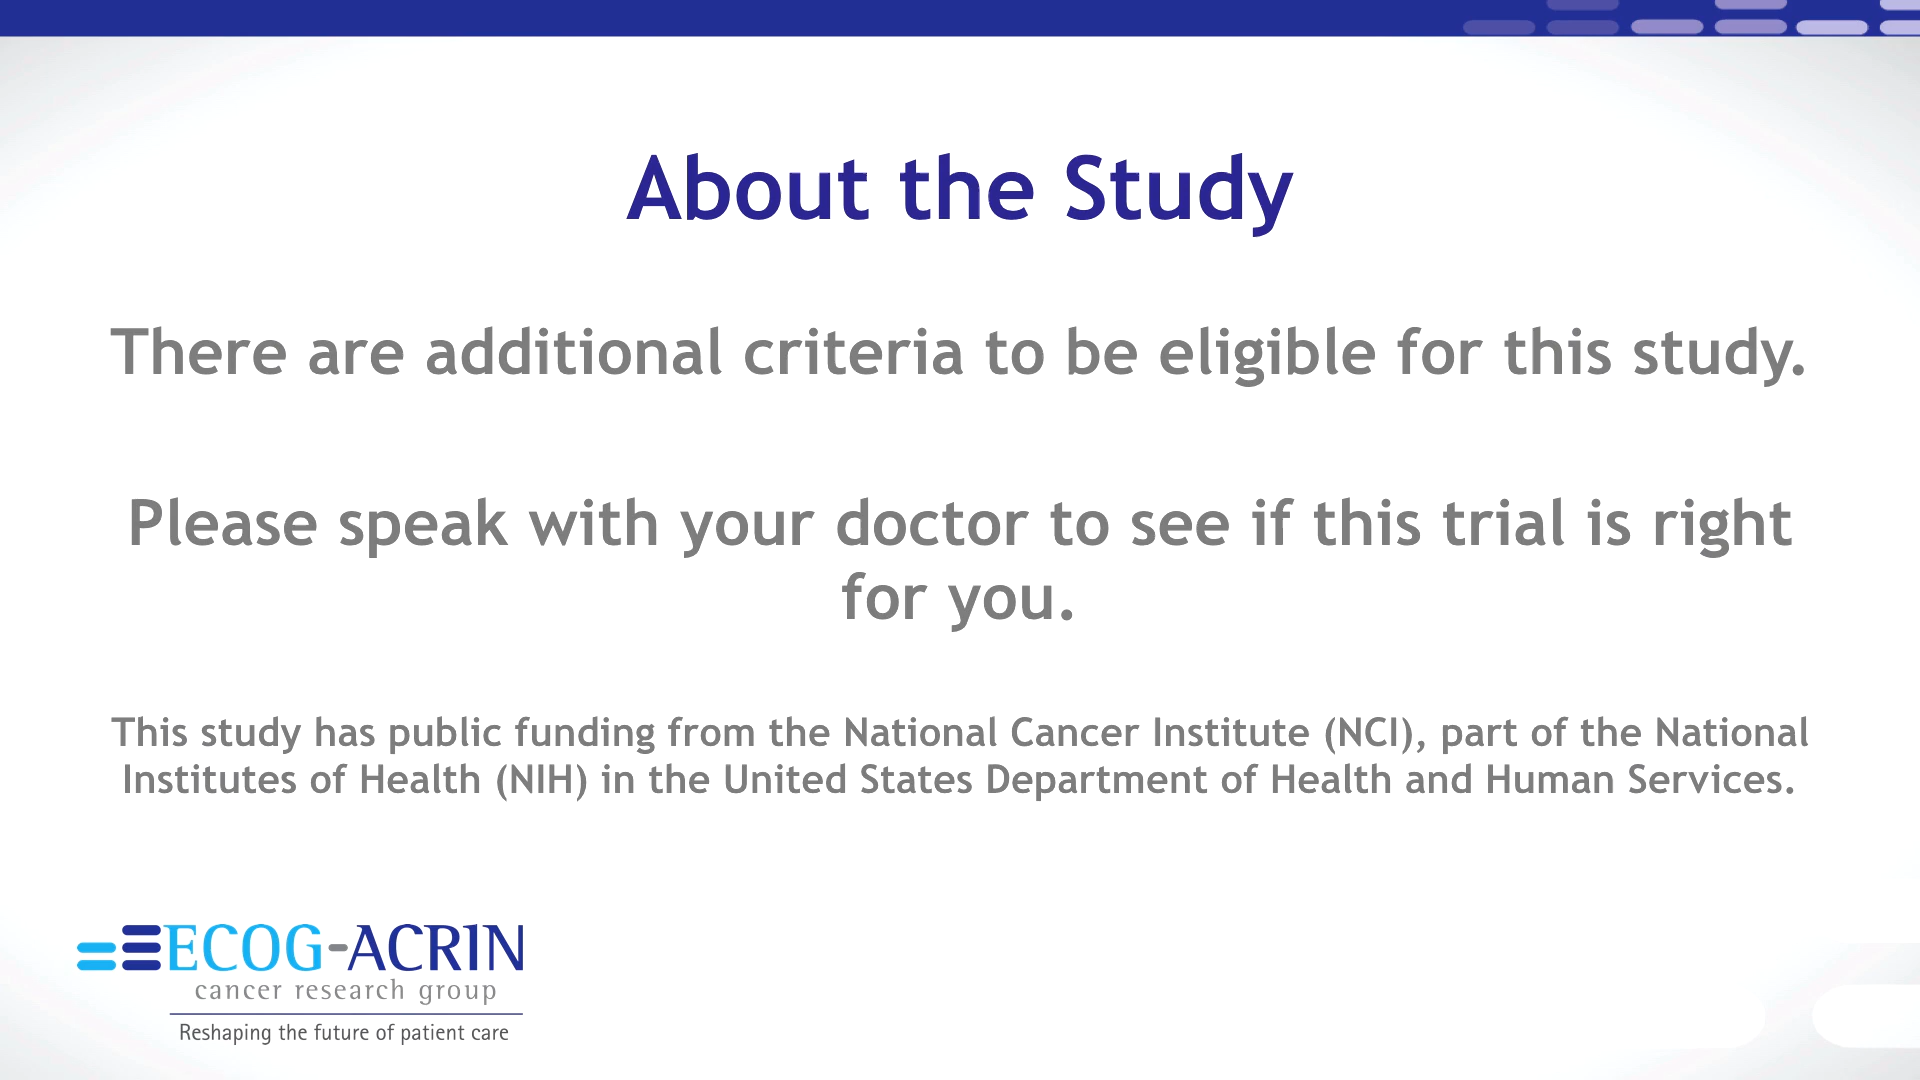 About the Study
There are additional criteria to be eligible for this study.
Please speak with your doctor to see if this trial is right
for you.
This study has public funding from the National Cancer Institute (NCI), part of the National
Institutes of Health (NIH) in the United States Department of Health and Human Services.
ECOG-ACRIN
cancer research group
Reshaping the future of patient care